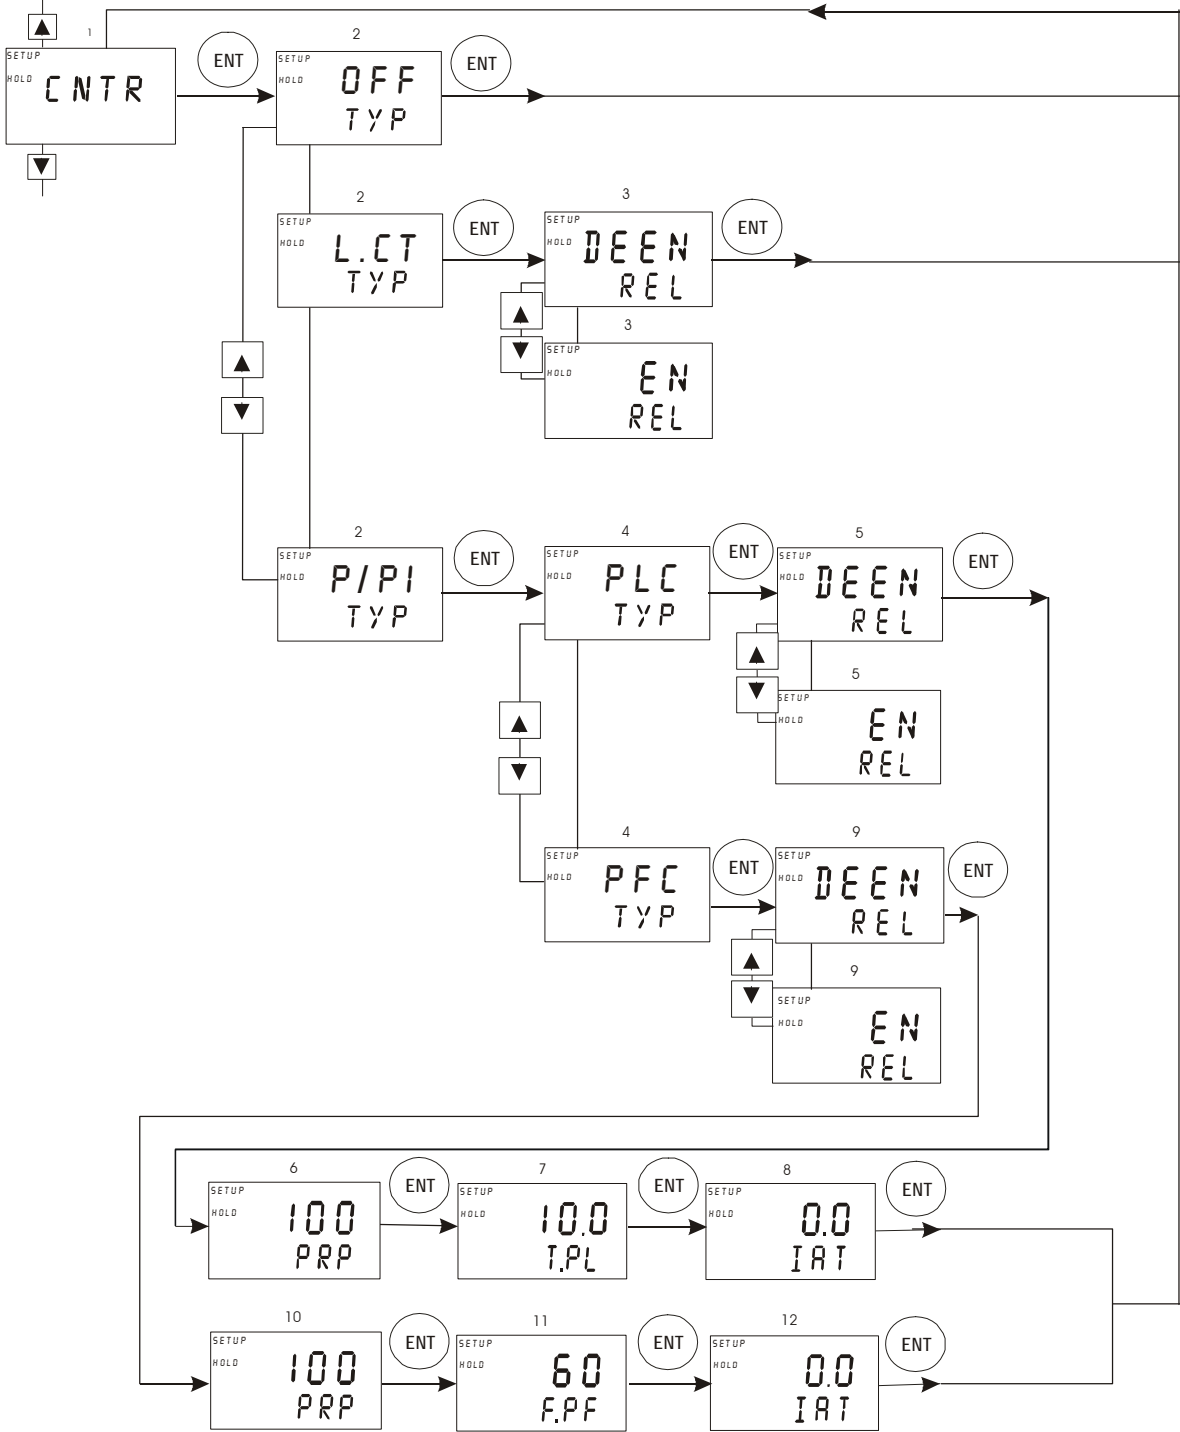 1
SETUP
HOLD
CNTR
ENT
2
SETUP
HOLD
OFF
TYP
ENT
2
SETUP
HOLD
L.CT
TYP
ENT
3
SETUP
HOLD
DEEN
REL
ENT
3
SETUP
HOLD
EN
REL
2
SETUP
HOLD
P/PI
TYP
ENT
4
SETUP
HOLD
PLC
TYP
ENT
5
SETUP
HOLD
DEEN
REL
ENT
5
SETUP
HOLD
EN
REL
4
SETUP
HOLD
PFC
TYP
ENT
9
SETUP
HOLD
DEEN
REL
ENT
9
SETUP
HOLD
EN
REL
6
SETUP
HOLD
100
PRP
ENT
7
SETUP
HOLD
10.0
T.PL
ENT
8
SETUP
HOLD
0.0
IAT
ENT
10
SETUP
HOLD
100
PRP
ENT
11
SETUP
HOLD
60
F.PF
ENT
12
SETUP
HOLD
0.0
IAT
ENT